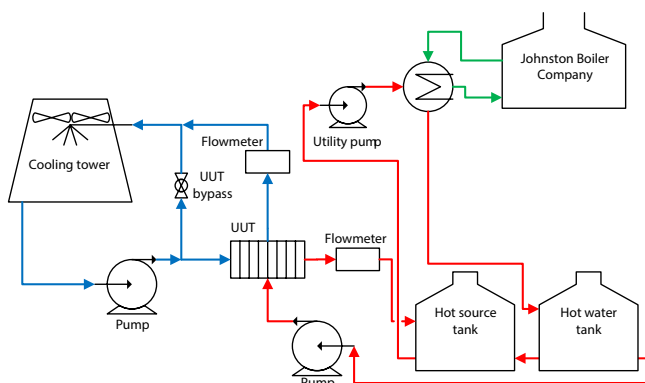 Johnston Boiler
Company
Utility pump
Cooling tower
Flowmeter
UUT
bypass
UUT
Flowmeter
Pump
Hot source
tank
Hot water
tank
Pump